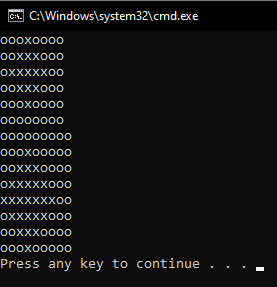 C:\Windows\system32\cmd.exe
oooxoooo
ooxxxooo
oxxxxxoo
ooxxxooo
oooxoooo
oooooooo
ooooooooo
oooxooooo
ooxxxoooo
oxxxxxooo
xxxxxxxoo
oxxxxxooo
ooxxxoooo
oooxooooo
Press any key to continue . . .